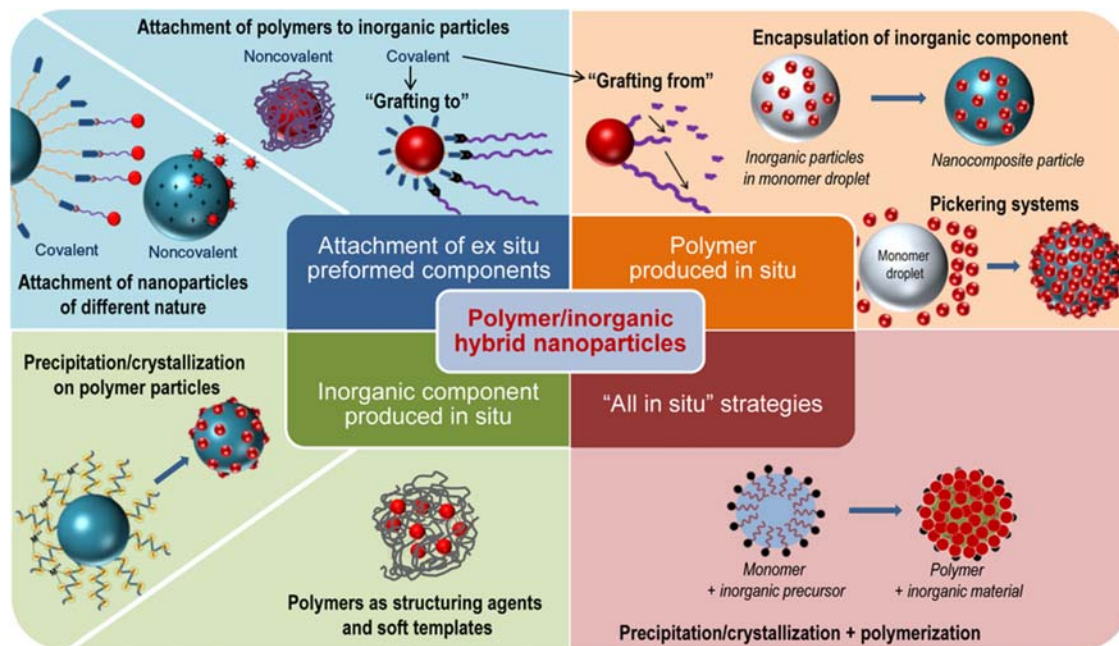 Attachment of polymers to inorganic particles
Noncovalent
Covalent
“Grafting to”
Covalent
Noncovalent
Attachment of nanoparticles
of different nature
Attachment of ex situ
preformed components
“Grafting from”
Encapsulation of inorganic component
Inorganic particles
in monomer droplet
Nanocomposite particle
Pickering systems
Monomer
droplet
Polymer
produced in situ
Polymer/inorganic
hybrid nanoparticles
Precipitation/crystallization
on polymer particles
Inorganic component
produced in situ
Polymers as structuring agents
and soft templates
“All in situ” strategies
Monomer
+ inorganic precursor
Polymer
+ inorganic material
Precipitation/crystallization + polymerization